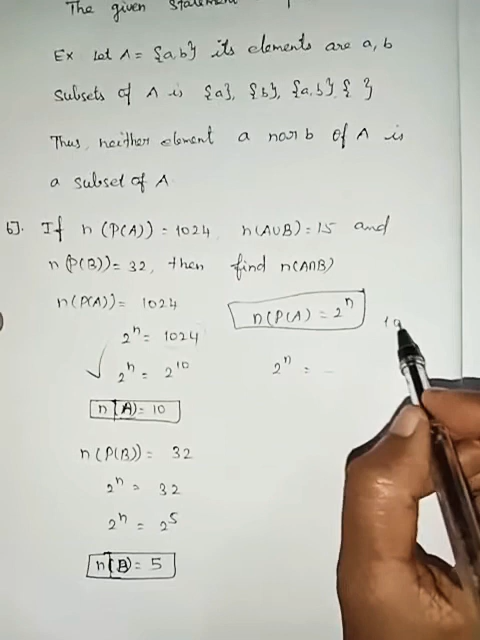 The given statement
Ex Let A = {a, b} its elements are a, b
Subsets of A is {a}, {b}, {a, b} { }
Thus, neither element a nor b of A is
a subset of A
6]. If n (P(A)) = 1024, n(A∪B) = 15 and
n(P(B)) = 32, then find n(A∩B)
n(P(A)) = 1024
2ⁿ = 1024
2ⁿ = 2¹⁰
n(A) = 10
n(P(B)) = 32
2ⁿ = 32
2ⁿ = 2⁵
n(B) = 5
n(P(A) = 2ⁿ
2ⁿ = -